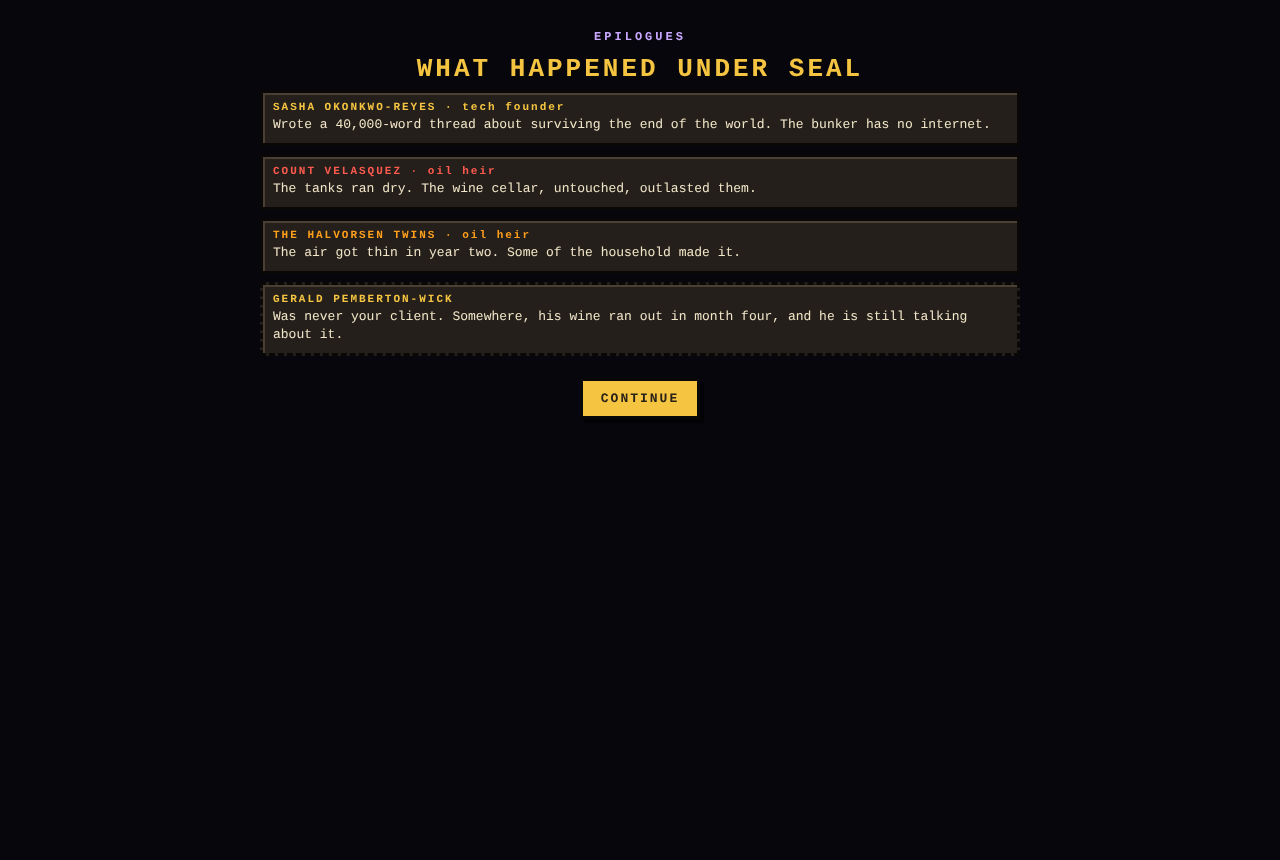 EPILOGUES
WHAT HAPPENED UNDER SEAL
SASHA OKONKWO-REYES · tech founder
Wrote a 40,000-word thread about surviving the end of the world. The bunker has no internet.
COUNT VELASQUEZ · oil heir
The tanks ran dry. The wine cellar, untouched, outlasted them.
THE HALVORSEN TWINS · oil heir
The air got thin in year two. Some of the household made it.
GERALD PEMBERTON-WICK
Was never your client. Somewhere, his wine ran out in month four, and he is still talking
about it.
CONTINUE